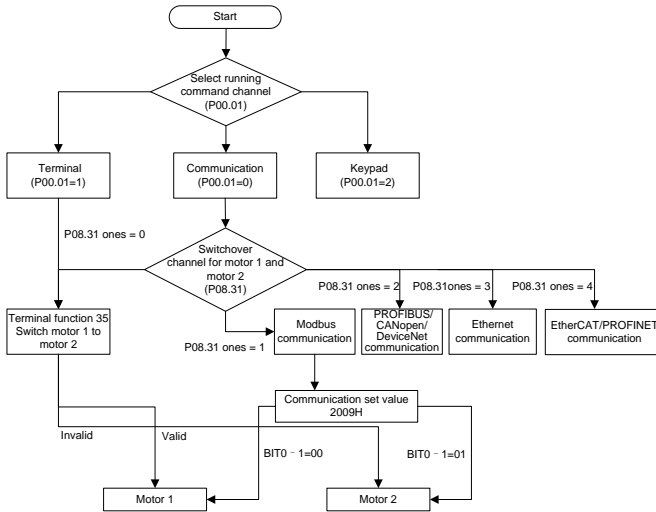 Start
Select running
command channel
(P00.01)
Terminal
(P00.01=1)
Communication
(P00.01=0)
Keypad
(P00.01=2)
P08.31 ones = 0
Switchover
channel for motor 1 and
motor 2
(P08.31)
P08.31 ones = 2
P08.31ones = 3
P08.31 ones = 4
Terminal function 35
Switch motor 1 to
motor 2
P08.31 ones = 1
Modbus
communication
PROFIBUS/
CANopen/
DeviceNet
communication
Ethernet
communication
EtherCAT/PROFINET
communication
Communication set value
2009H
Invalid
Valid
BIT0﹣1=00
BIT0﹣1=01
Motor 1
Motor 2